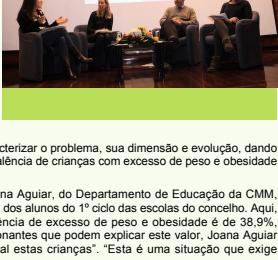 cterizar o problema, sua dimensão e evolução, dando
alência de crianças com excesso de peso e obesidade
na Aguiar, do Departamento de Educação da CMM,
dos alunos do 1º ciclo das escolas do concelho. Aqui,
ência de excesso de peso e obesidade é de 38,9%,
onantes que podem explicar este valor, Joana Aguiar
al estas crianças”. “Esta é uma situação que exige